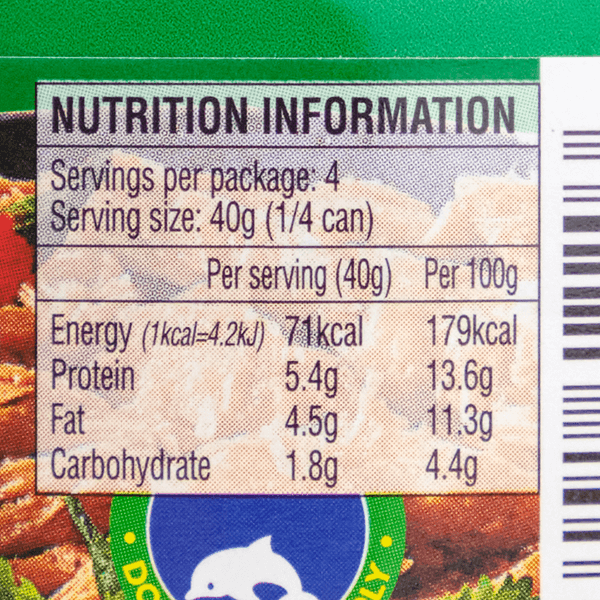 NUTRITION INFORMATION
Servings per package: 4
Serving size: 40g (1/4 can)
Per serving (40g) Per 100g
Energy (1kcal=4.2kJ) 71kcal 179kcal
Protein 5.4g 13.6g
Fat 4.5g 11.3g
Carbohydrate 1.8g 4.4g